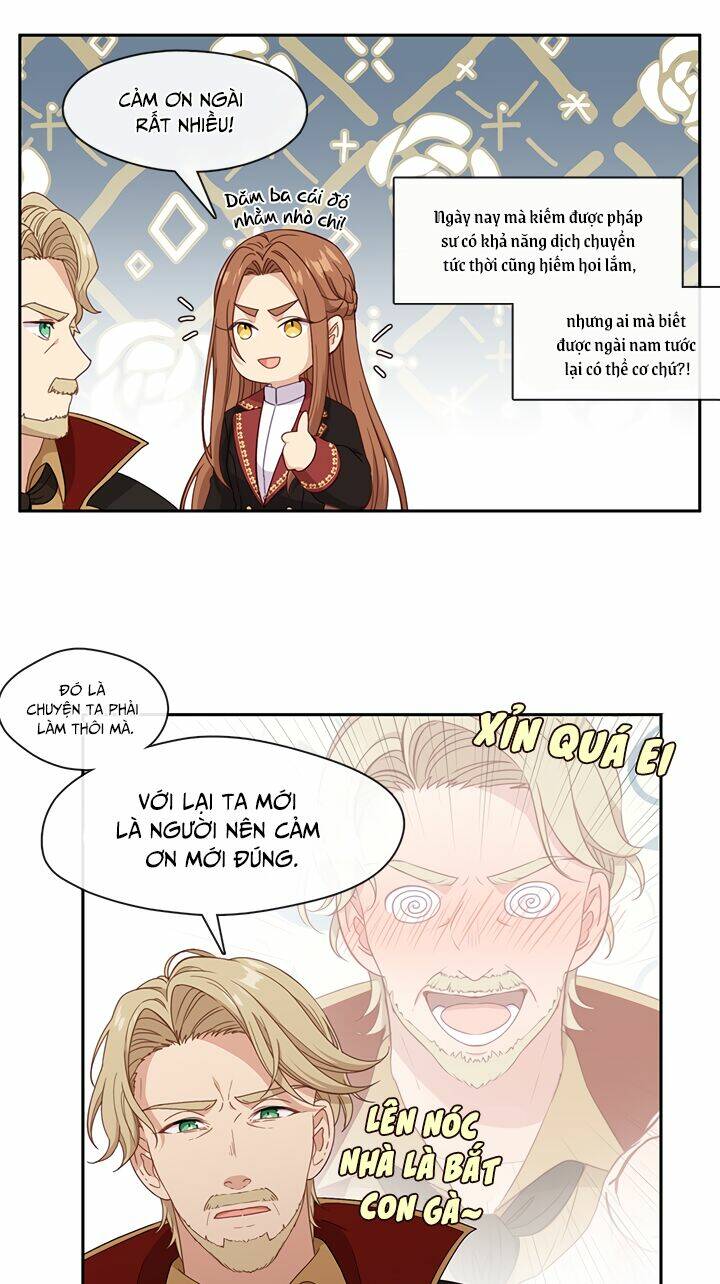 CẢM ƠN NGÀI
RẤT NHIỀU!
Dăm ba cái đó
nhằm nhò chi!
Ngày nay mà kiếm được pháp
sư có khả năng dịch chuyển
tức thời cũng hiếm hoi lắm,
nhưng ai mà biết
được ngài nam tước
lại có thể cơ chứ?!
ĐÓ LÀ
CHUYỆN TA PHẢI
LÀM THÔI MÀ.
XỈN QUÁ EI
VỚI LẠI TA MỚI
LÀ NGƯỜI NÊN CẢM
ƠN MỚI ĐÚNG.
LÊN NÓC
NHÀ LÀ BẮT
CON GÀ~